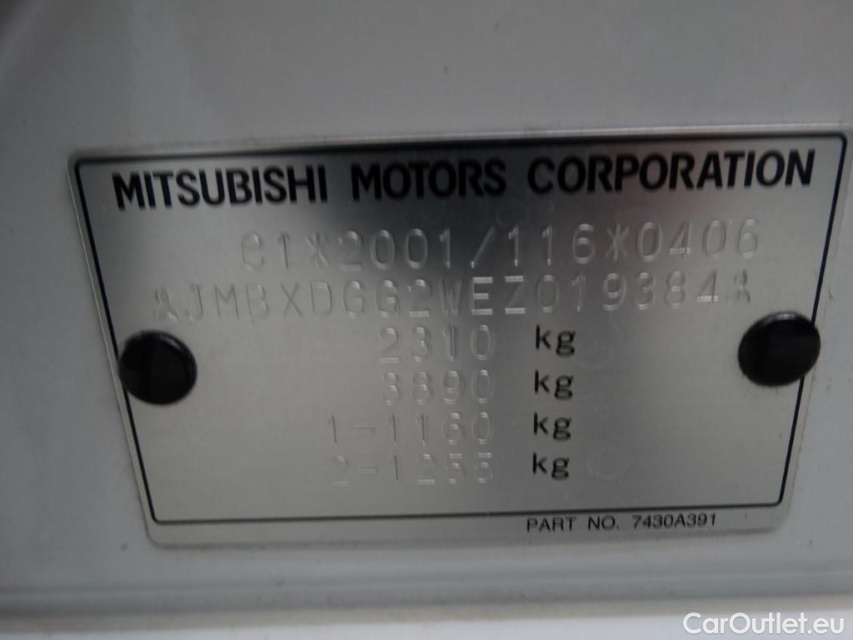 MITSUBISHI MOTORS CORPORATION
e1*2001/116*0406
JMBXDGG2WEZ019384
2310 kg
3890 kg
1-1160 kg
2-1255 kg
PART NO. 7430A391
CarOutlet.eu